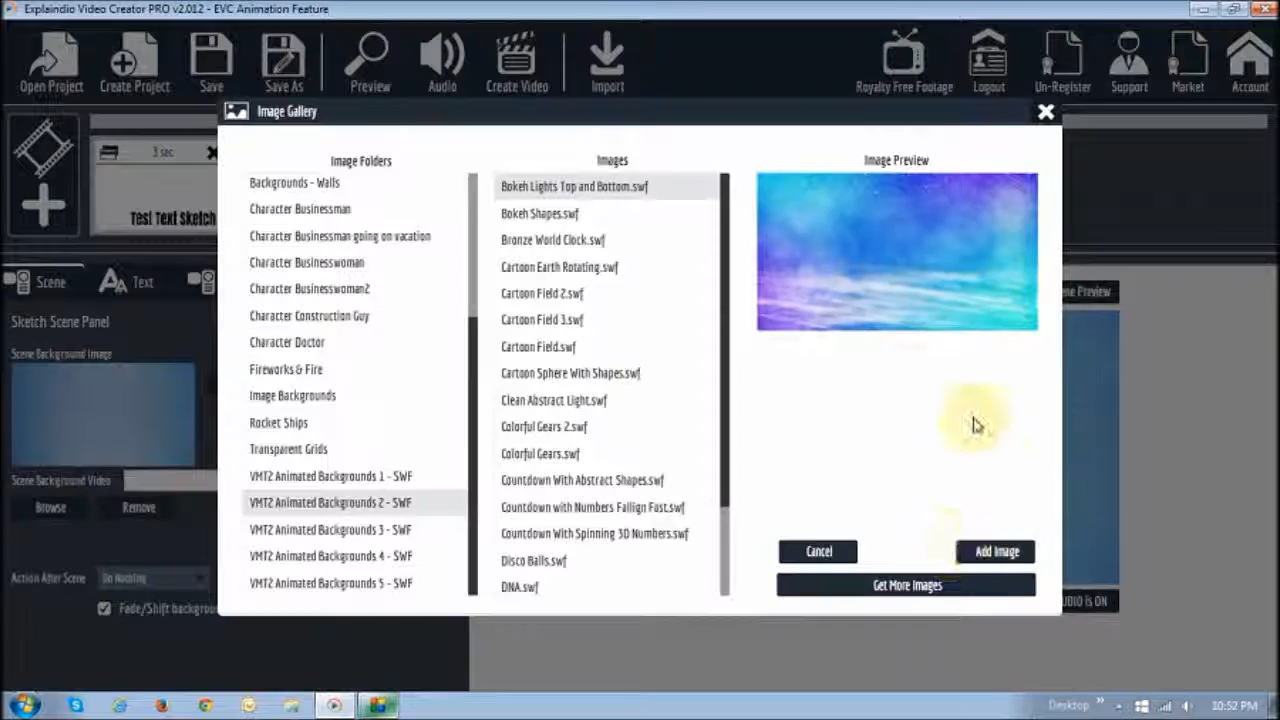 Explaindio Video Creator PRO v2.012 - EVC Animation Feature
Open Project
Create Project
Save
Save As
Preview
Audio
Create Video
Import
Royalty Free Footage
Logout
Un-Register
Support
Market
Account
Image Gallery
3 sec
Test Text Sketch
Scene
Text
Sketch Scene Panel
Scene Background Image
Scene Background Video
Browse
Remove
Action After Scene
Do Nothing
Fade/Shift backgrou
Image Folders
Backgrounds - Walls
Character Businessman
Character Businessman going on vacation
Character Businesswoman
Character Businesswoman2
Character Construction Guy
Character Doctor
Fireworks & Fire
Image Backgrounds
Rocket Ships
Transparent Grids
VMT2 Animated Backgrounds 1 - SWF
VMT2 Animated Backgrounds 2 - SWF
VMT2 Animated Backgrounds 3 - SWF
VMT2 Animated Backgrounds 4 - SWF
VMT2 Animated Backgrounds 5 - SWF
Images
Bokeh Lights Top and Bottom.swf
Bokeh Shapes.swf
Bronze World Clock.swf
Cartoon Earth Rotating.swf
Cartoon Field 2.swf
Cartoon Field 3.swf
Cartoon Field.swf
Cartoon Sphere With Shapes.swf
Clean Abstract Light.swf
Colorful Gears 2.swf
Colorful Gears.swf
Countdown With Abstract Shapes.swf
Countdown with Numbers Fallign Fast.swf
Countdown With Spinning 3D Numbers.swf
Disco Balls.swf
DNA.swf
Image Preview
Cancel
Add Image
Get More Images
ne Preview
UDIO is ON
Desktop
10:52 PM